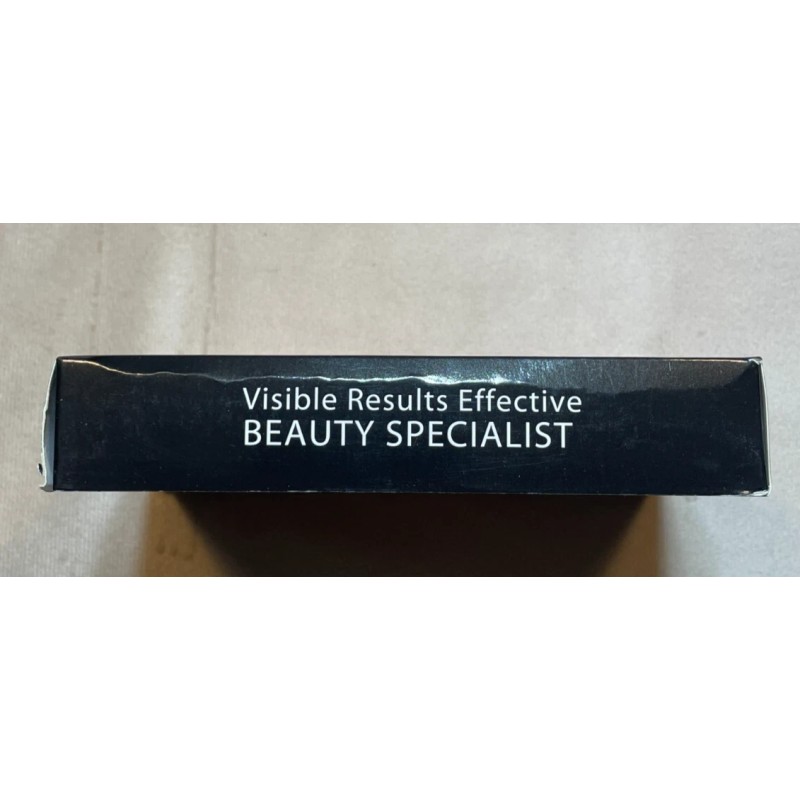 Visible Results Effective
BEAUTY SPECIALIST